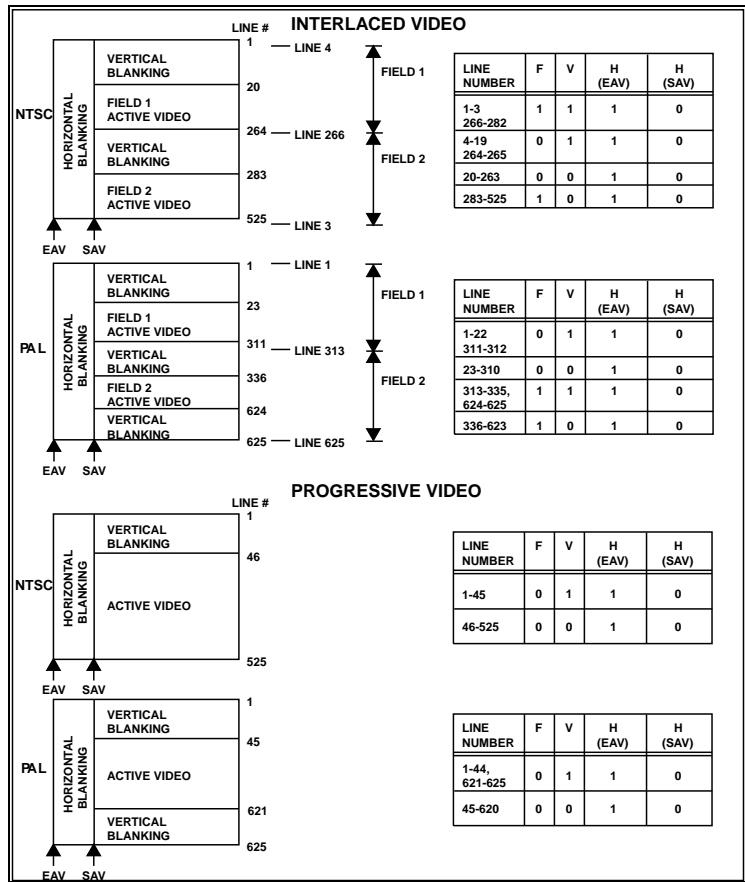 INTERLACED VIDEO
LINE #
NTSC
HORIZONTAL
BLANKING
VERTICAL
BLANKING
FIELD 1
ACTIVE VIDEO
VERTICAL
BLANKING
FIELD 2
ACTIVE VIDEO
1
20
264
283
525
LINE 4
LINE 266
LINE 3
FIELD 1
FIELD 2
EAV SAV
LINE NUMBER F V H (EAV) H (SAV)
1-3
266-282 1 1 1 0
4-19
264-265 0 1 1 0
20-263 0 0 1 0
283-525 1 0 1 0
PAL
HORIZONTAL
BLANKING
VERTICAL
BLANKING
FIELD 1
ACTIVE VIDEO
VERTICAL
BLANKING
FIELD 2
ACTIVE VIDEO
VERTICAL
BLANKING
1
23
311
336
624
625
LINE 1
LINE 313
LINE 625
FIELD 1
FIELD 2
EAV SAV
LINE NUMBER F V H (EAV) H (SAV)
1-22
311-312 0 1 1 0
23-310 0 0 1 0
313-335,
624-625 1 1 1 0
336-623 1 0 1 0
PROGRESSIVE VIDEO
LINE #
NTSC
HORIZONTAL
BLANKING
VERTICAL
BLANKING
ACTIVE VIDEO
1
46
525
EAV SAV
LINE NUMBER F V H (EAV) H (SAV)
1-45 0 1 1 0
46-525 0 0 1 0
PAL
HORIZONTAL
BLANKING
VERTICAL
BLANKING
ACTIVE VIDEO
VERTICAL
BLANKING
1
45
621
625
EAV SAV
LINE NUMBER F V H (EAV) H (SAV)
1-44,
621-625 0 1 1 0
45-620 0 0 1 0